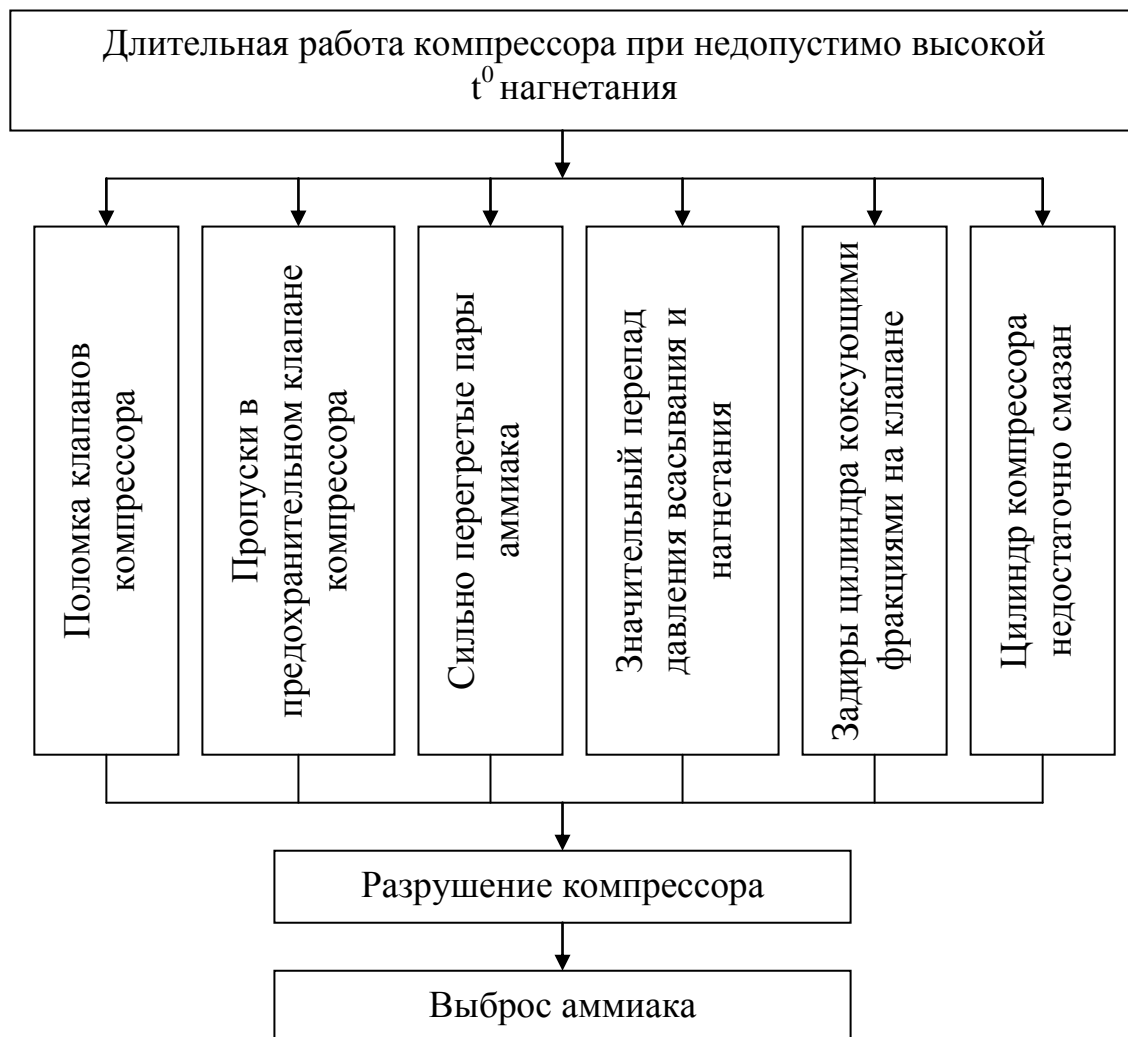 Длительная работа компрессора при недопустимо высокой
t⁰ нагнетания
Поломка клапанов
компрессора
Пропуски в
предохранительном клапане
компрессора
Сильно перегретые пары
аммиака
Значительный перепад
давления всасывания и
нагнетания
Задиры цилиндра коксующими
фракциями на клапане
Цилиндр компрессора
недостаточно смазан
Разрушение компрессора
Выброс аммиака